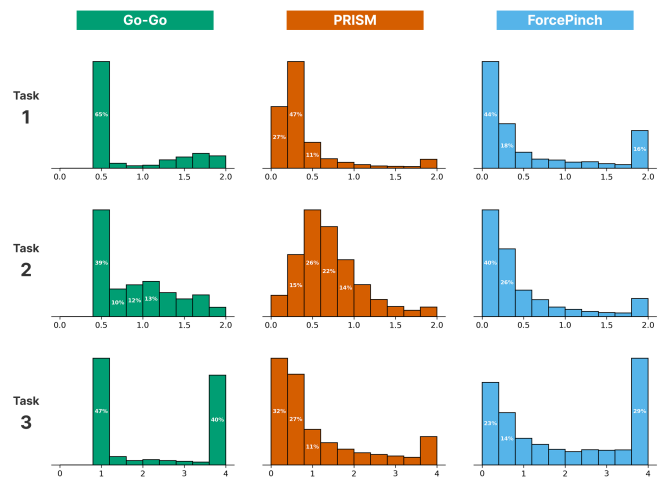 Go-Go PRISM ForcePinch
Task
1
65%
0.0 0.5 1.0 1.5 2.0
27% 47% 11%
0.0 0.5 1.0 1.5 2.0
44% 18% 16%
0.0 0.5 1.0 1.5 2.0
Task
2
39% 10% 12% 13%
0.0 0.5 1.0 1.5 2.0
15% 26% 22% 14%
0.0 0.5 1.0 1.5 2.0
40% 26%
0.0 0.5 1.0 1.5 2.0
Task
3
47% 40%
0 1 2 3 4
32% 27% 11%
0 1 2 3 4
23% 14% 29%
0 1 2 3 4